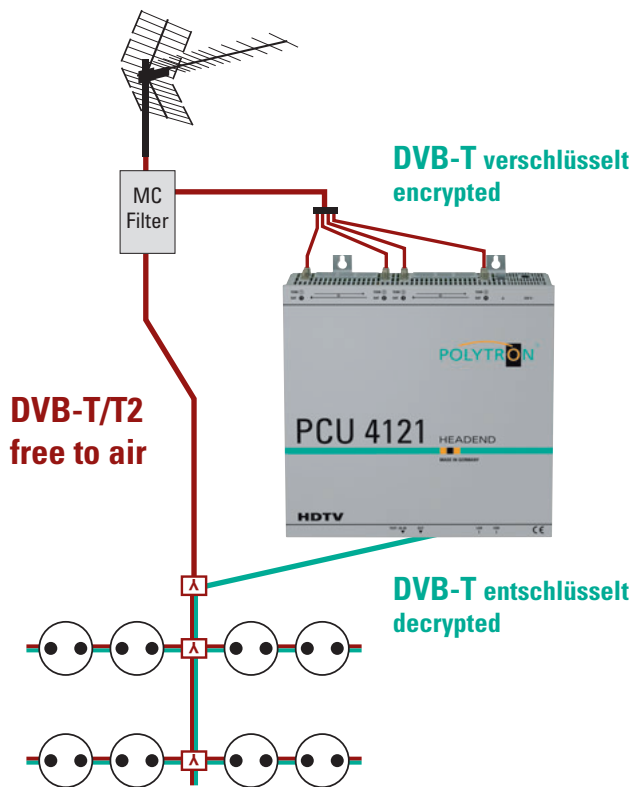 DVB-T verschlüsselt
encrypted
MC
Filter
POLYTRON
DVB-T/T2
free to air
PCU 4121 HEADEND
MADE IN GERMANY
HDTV
CE
DVB-T entschlüsselt
decrypted